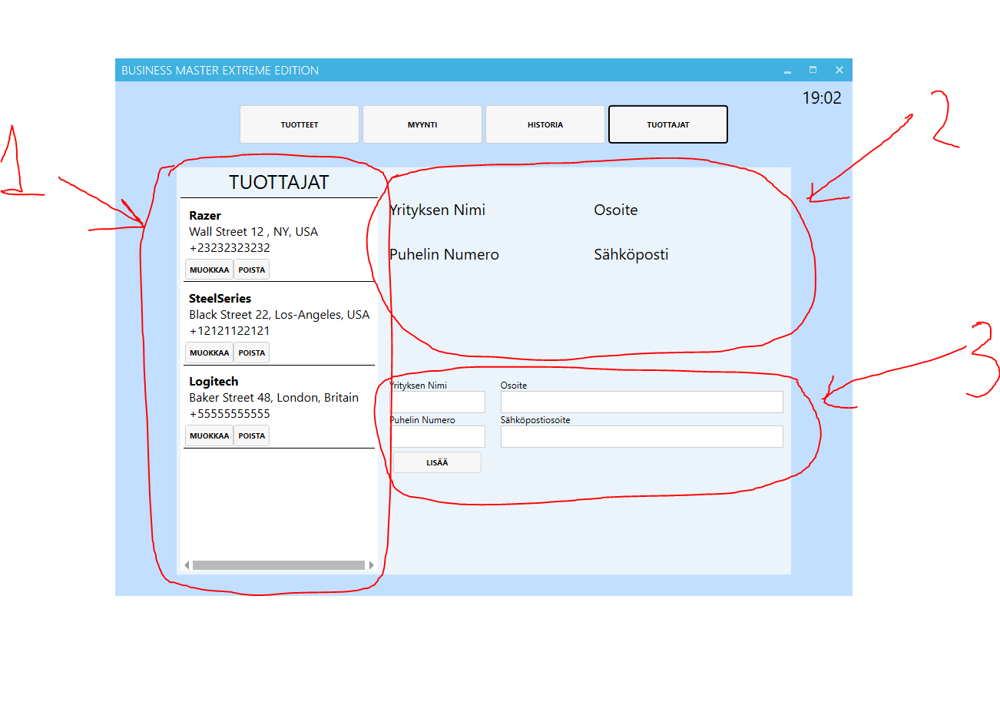 BUSINESS MASTER EXTREME EDITION
19:02
TUOTTEET MYYNTI HISTORIA TUOTTAJAT
1
2
3
TUOTTAJAT
Razer
Wall Street 12 , NY, USA
+23232323232
MUOKKAA POISTA
SteelSeries
Black Street 22, Los-Angeles, USA
+12121122121
MUOKKAA POISTA
Logitech
Baker Street 48, London, Britain
+55555555555
MUOKKAA POISTA
Yrityksen Nimi Osoite
Puhelin Numero Sähköposti
Yrityksen Nimi Osoite
Puhelin Numero Sähköpostiosoite
LISÄÄ